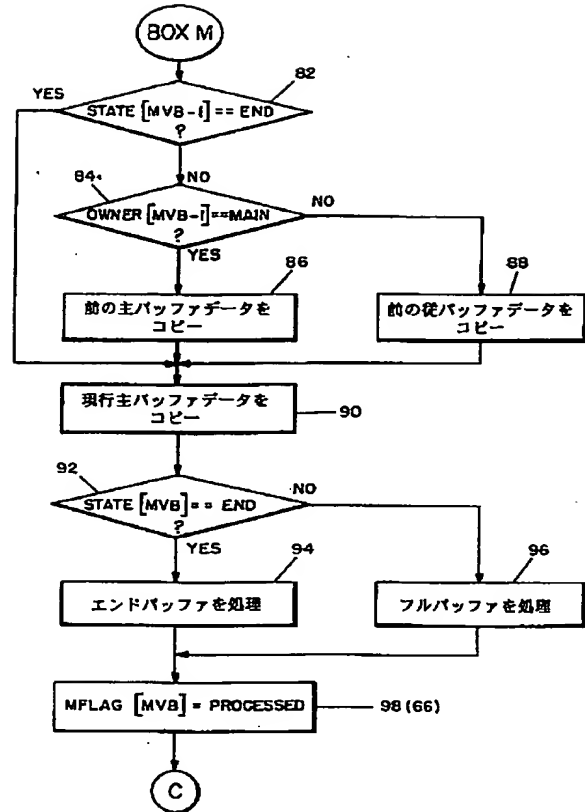 BOX M
82
YES
STATE [MVB-1] == END
?
NO
84
OWNER [MVB-1]==MAIN
?
NO
YES
86
88
前の主バッファデータを
コピー
前の従バッファデータを
コピー
現行主バッファデータを
コピー
90
92
STATE [MVB] == END
?
NO
YES
94
96
エンドバッファを処理
フルバッファを処理
MFLAG [MVB] = PROCESSED
98 (66)
C